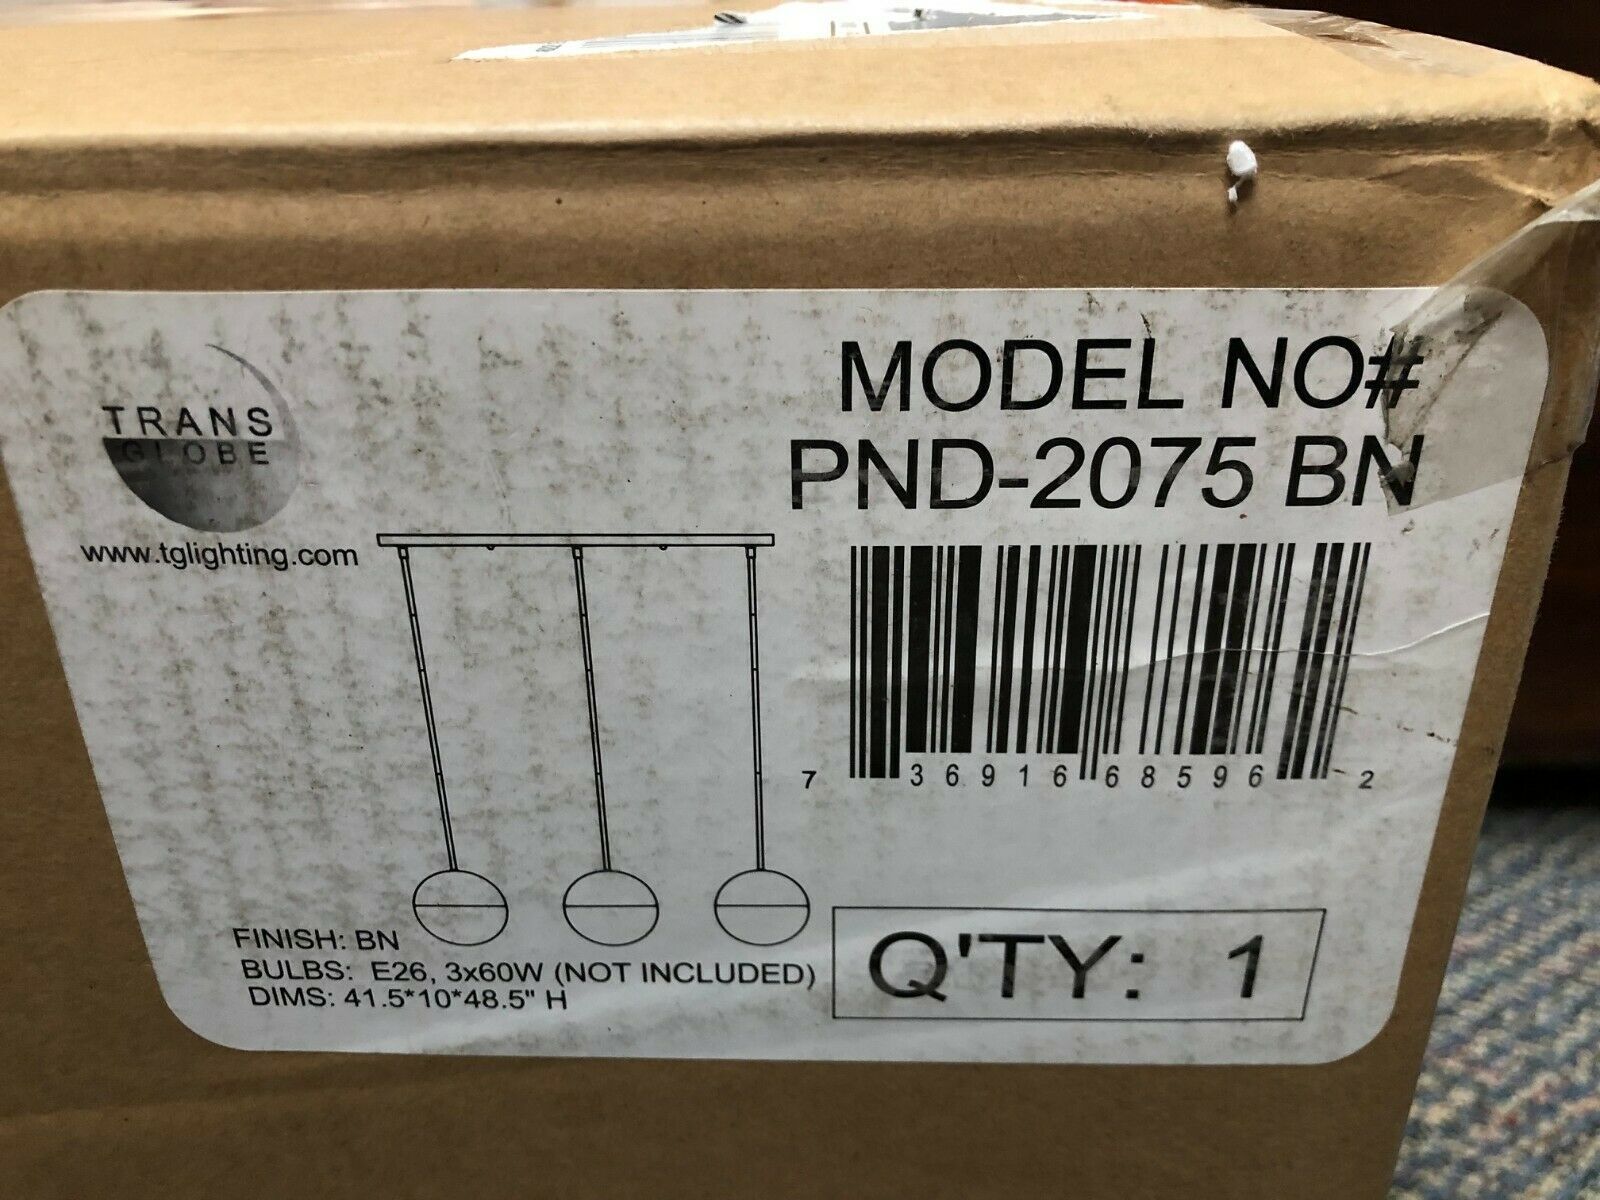 TRANS
GLOBE
www.tglighting.com
MODEL NO#
PND-2075 BN
7 36916 68596 2
FINISH: BN
BULBS: E26, 3x60W (NOT INCLUDED)
DIMS: 41.5*10*48.5" H
Q'TY: 1